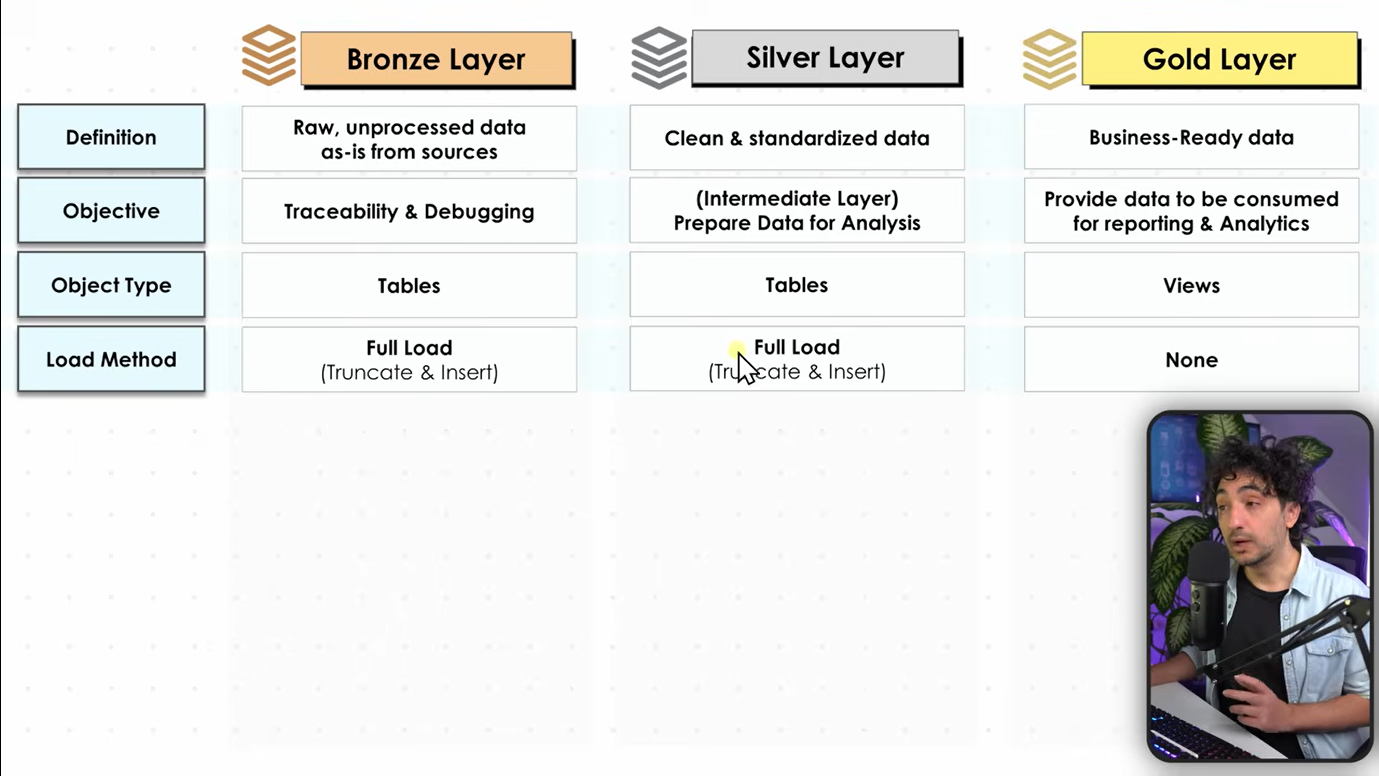 Bronze Layer
Silver Layer
Gold Layer
Definition
Raw, unprocessed data
as-is from sources
Clean & standardized data
Business-Ready data
Objective
Traceability & Debugging
(Intermediate Layer)
Prepare Data for Analysis
Provide data to be consumed
for reporting & Analytics
Object Type
Tables
Tables
Views
Load Method
Full Load
(Truncate & Insert)
Full Load
(Truncate & Insert)
None